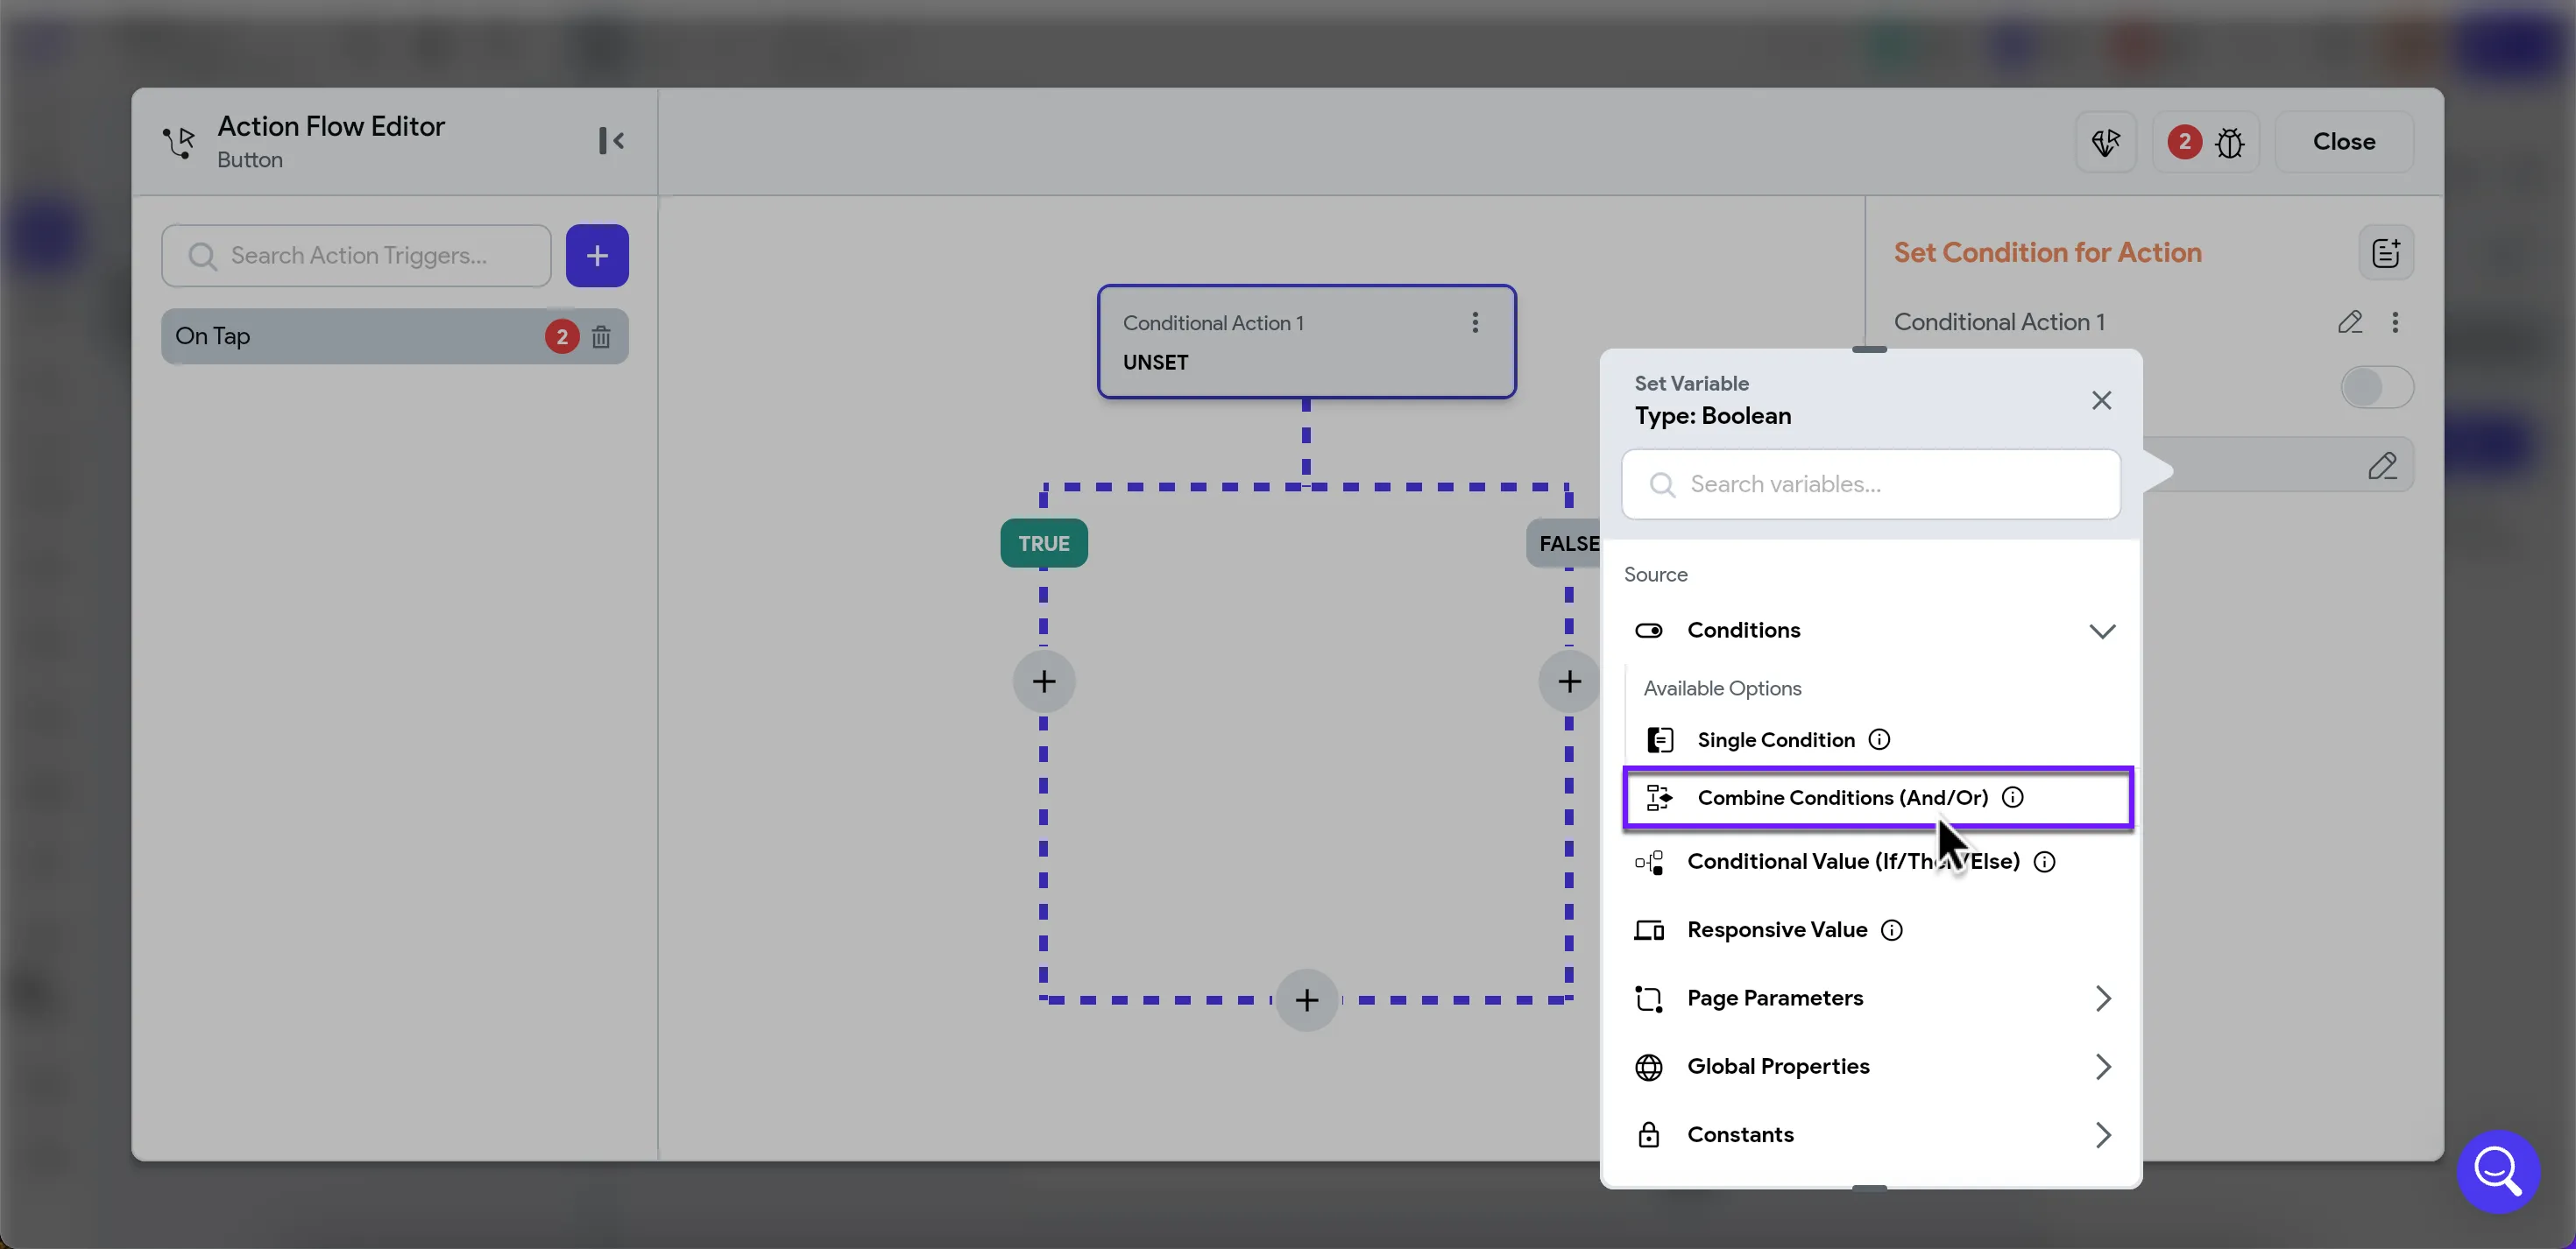 Action Flow Editor
Button
2
Close
Search Action Triggers...
On Tap
2
Conditional Action 1
UNSET
TRUE
FALSE
Set Condition for Action
Conditional Action 1
Set Variable
Type: Boolean
Search variables...
Source
Conditions
Available Options
Single Condition
Combine Conditions (And/Or)
Conditional Value (If/Then/Else)
Responsive Value
Page Parameters
Global Properties
Constants